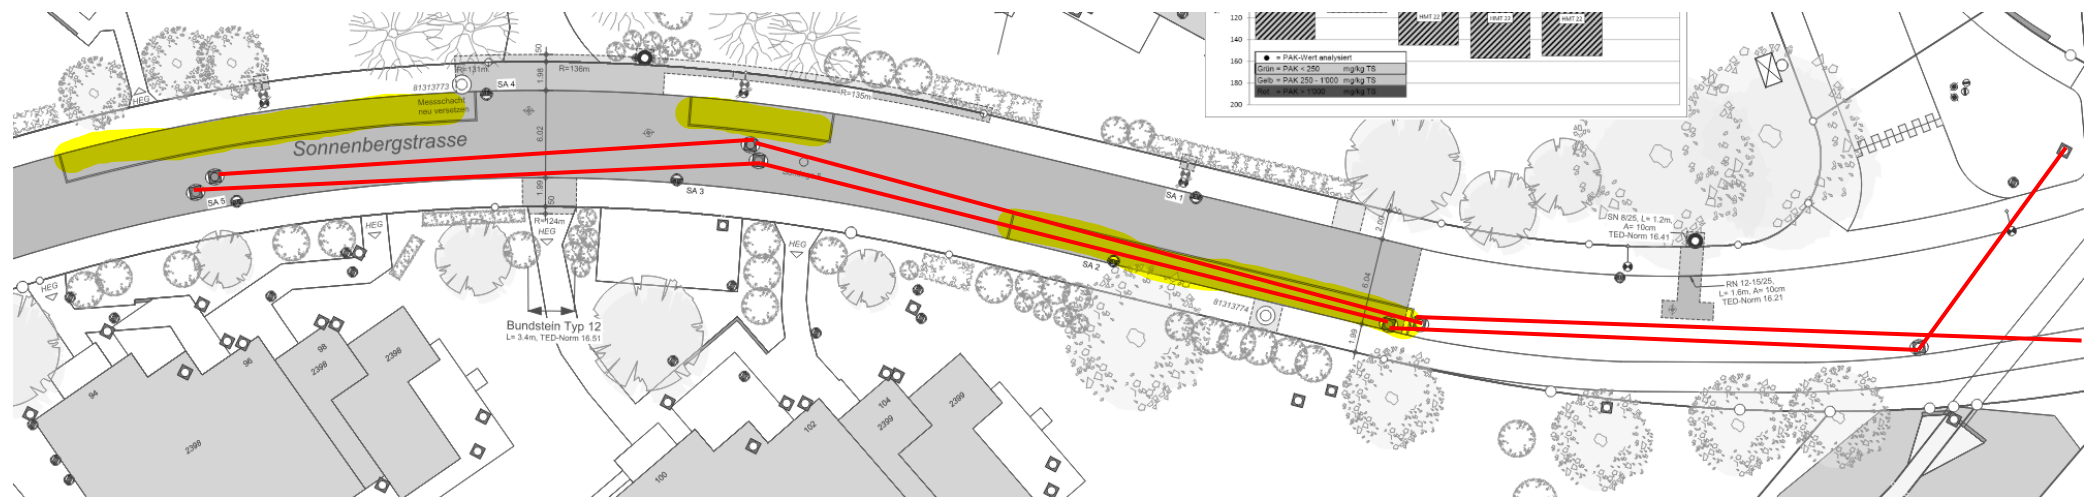 120
140
160
180
200
HMT 22
HMT 22
HMT 22
● = PAK-Wert analysiert
Grün = PAK < 250 mg/kg TS
Gelb = PAK 250 - 1'000 mg/kg TS
Rot = PAK > 1'000 mg/kg TS
50
R=131m
1.98
R=136m
81313773
SA 4
HEG
Messschacht
neu versetzen
R=135m
Sonnenbergstrasse
6.02
SA 5
1.99
SA 3
SA 1
50
R=124m
HEG
HEG
HEG
HEG
2.00
SN 8/25, L= 1.2m,
A= 10cm
TED-Norm 16.41
SA 2
6.04
81313774
RN 12-15/25,
L= 1.6m, A= 10cm
TED-Norm 16.21
1.99
Bundstein Typ 12
L= 3.4m, TED-Norm 16.51
94
96
98
2398
2398
2398
100
102
104
2399
2399